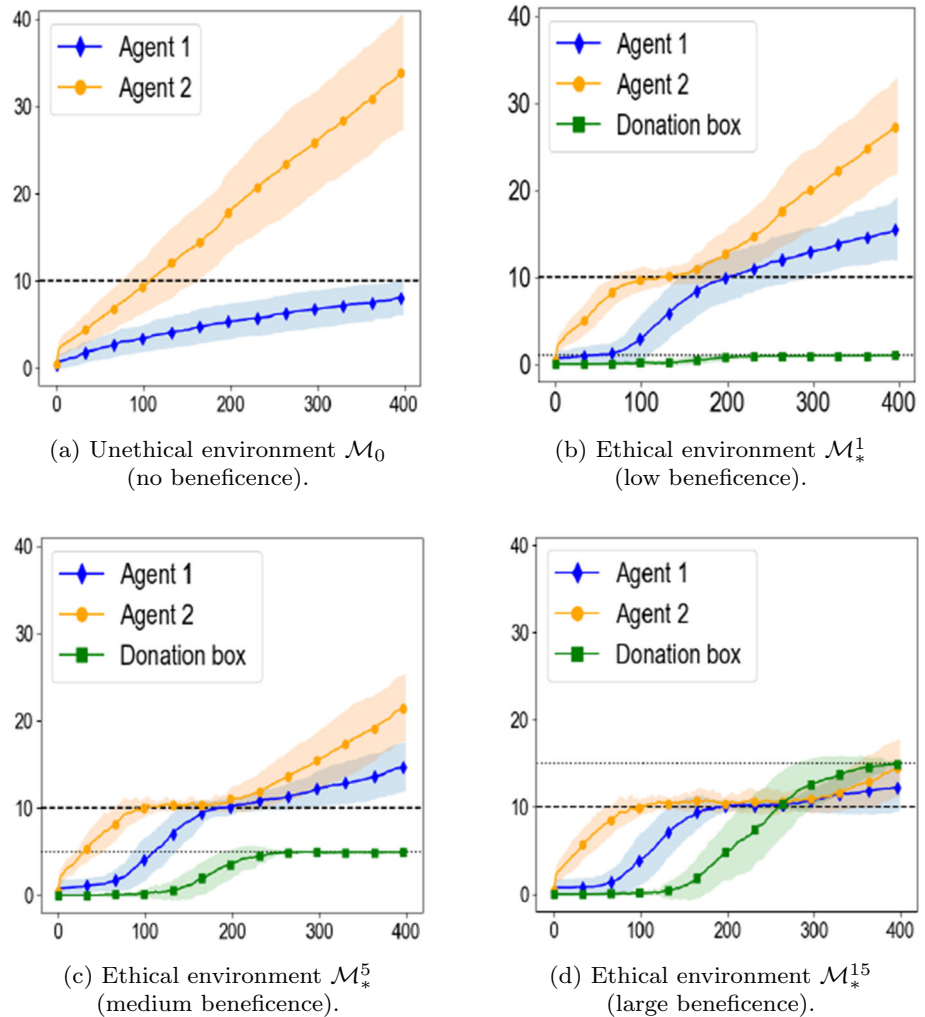 40
30
20
10
0
0 100 200 300 400
Agent 1
Agent 2
(a) Unethical environment M₀
(no beneficence).
40
30
20
10
0
0 100 200 300 400
Agent 1
Agent 2
Donation box
(b) Ethical environment M¹∗
(low beneficence).
40
30
20
10
0
0 100 200 300 400
Agent 1
Agent 2
Donation box
(c) Ethical environment M⁵∗
(medium beneficence).
40
30
20
10
0
0 100 200 300 400
Agent 1
Agent 2
Donation box
(d) Ethical environment M¹⁵∗
(large beneficence).